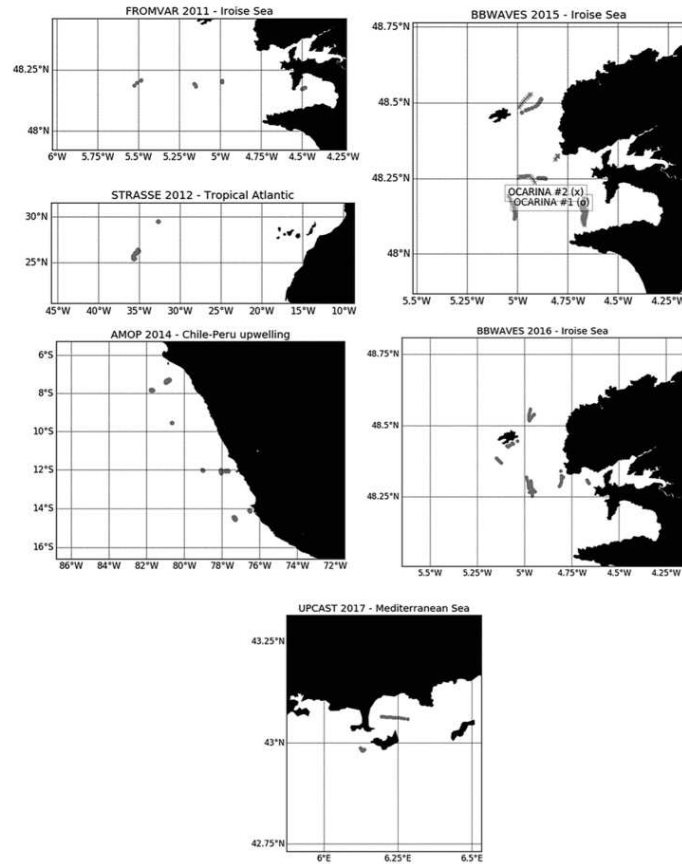 FROMVAR 2011 - Iroise Sea
48.25°N
48°N
6°W 5.75°W 5.5°W 5.25°W 5°W 4.75°W 4.5°W 4.25°W
STRASSE 2012 - Tropical Atlantic
30°N
25°N
45°W 40°W 35°W 30°W 25°W 20°W 15°W 10°W
AMOP 2014 - Chile-Peru upwelling
6°S
8°S
10°S
12°S
14°S
16°S
86°W 84°W 82°W 80°W 78°W 76°W 74°W 72°W
BBWAVES 2015 - Iroise Sea
48.75°N
48.5°N
48.25°N
OCARINA #2 (x)
OCARINA #1 (o)
48°N
5.5°W 5.25°W 5°W 4.75°W 4.5°W 4.25°W
BBWAVES 2016 - Iroise Sea
48.75°N
48.5°N
48.25°N
5.5°W 5.25°W 5°W 4.75°W 4.5°W 4.25°W
UPCAST 2017 - Mediterranean Sea
43.25°N
43°N
42.75°N
6°E 6.25°E 6.5°E